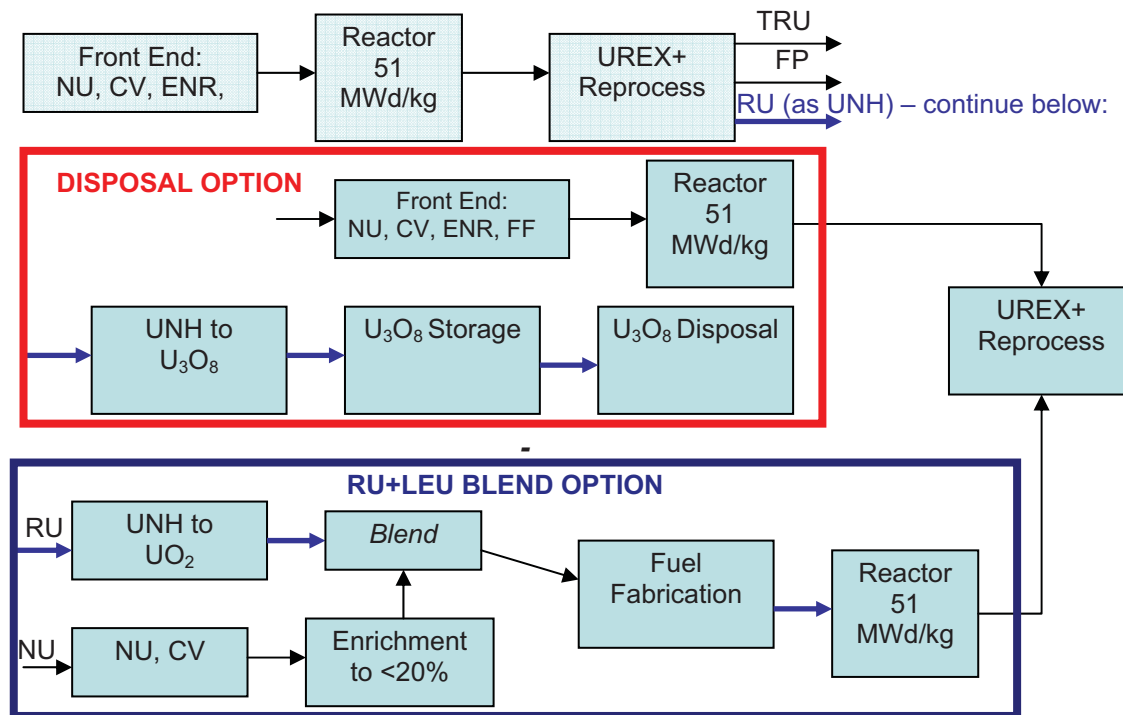 Front End:
NU, CV, ENR,
Reactor
51
MWd/kg
UREX+
Reprocess
TRU
FP
RU (as UNH) – continue below:
DISPOSAL OPTION
Front End:
NU, CV, ENR, FF
Reactor
51
MWd/kg
UNH to
U₃O₈
U₃O₈ Storage
U₃O₈ Disposal
UREX+
Reprocess
-
RU+LEU BLEND OPTION
RU
UNH to
UO₂
Blend
Fuel
Fabrication
Reactor
51
MWd/kg
NU
NU, CV
Enrichment
to <20%